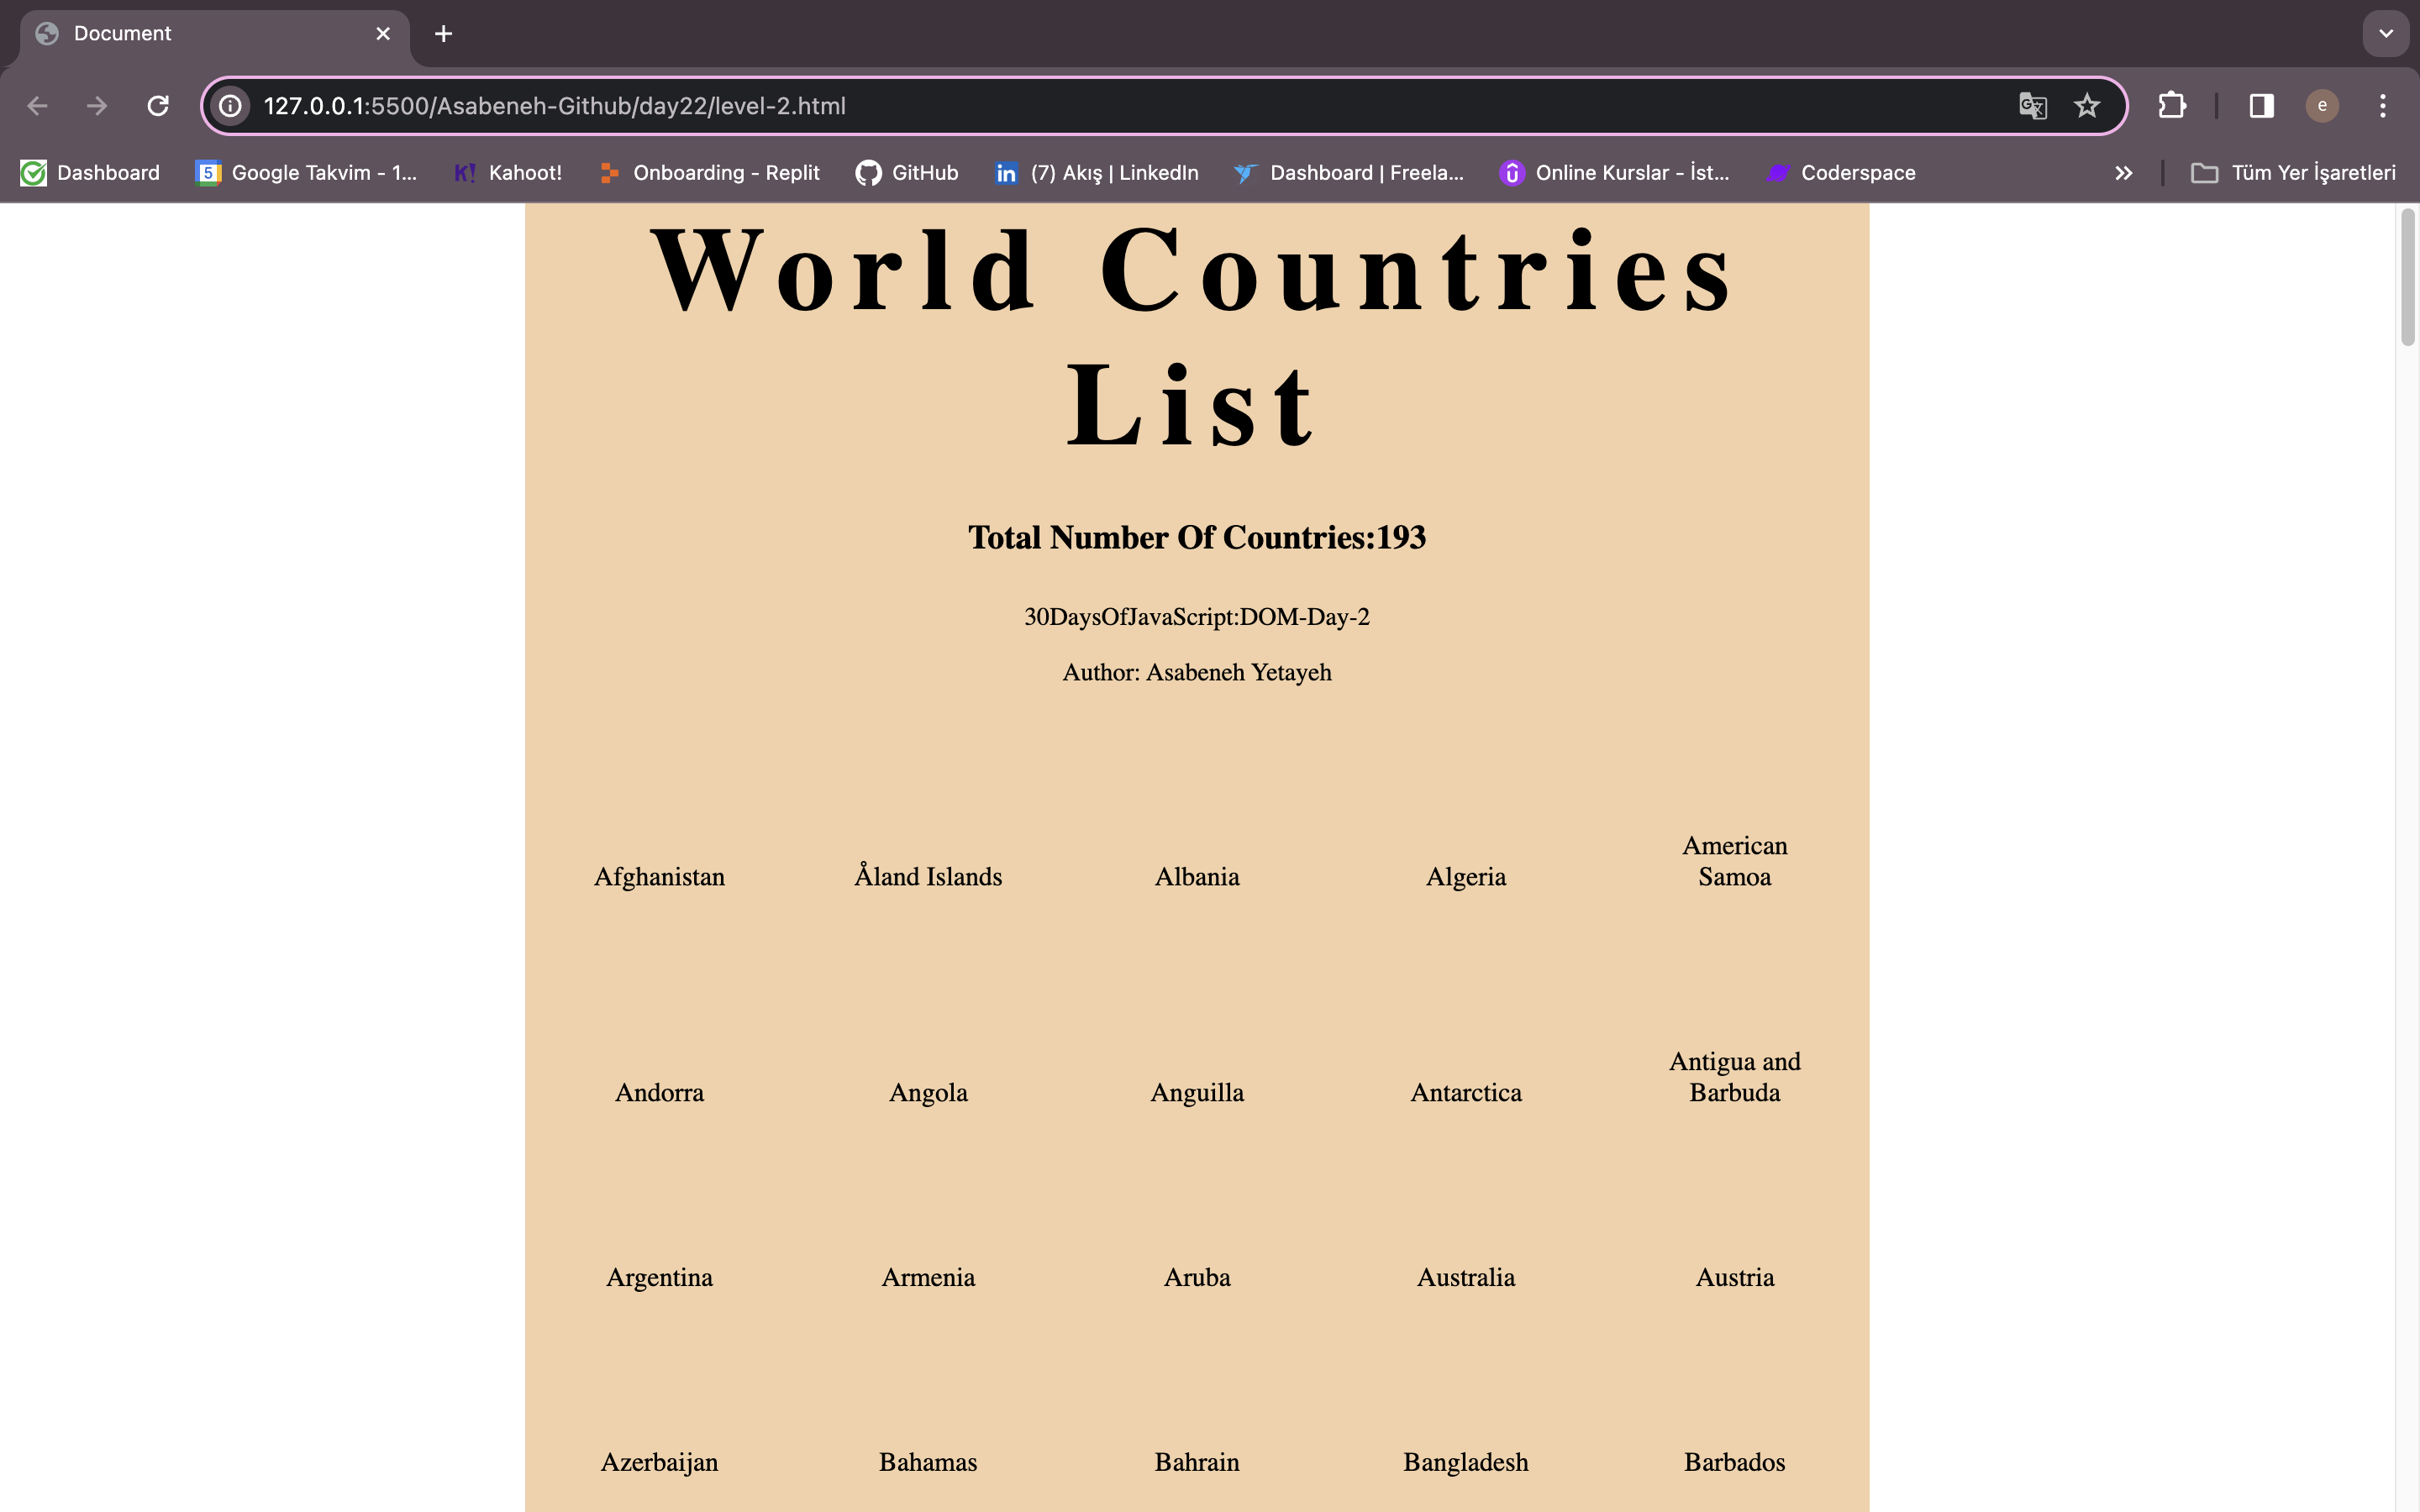 Document
127.0.0.1:5500/Asabeneh-Github/day22/level-2.html
e
Dashboard
5 Google Takvim - 1...
K! Kahoot!
Onboarding - Replit
GitHub
in (7) Akış | LinkedIn
Dashboard | Freela...
Online Kurslar - İst...
Coderspace
Tüm Yer İşaretleri
World Countries
List
Total Number Of Countries:193
30DaysOfJavaScript:DOM-Day-2
Author: Asabeneh Yetayeh
Afghanistan
Åland Islands
Albania
Algeria
American
Samoa
Andorra
Angola
Anguilla
Antarctica
Antigua and
Barbuda
Argentina
Armenia
Aruba
Australia
Austria
Azerbaijan
Bahamas
Bahrain
Bangladesh
Barbados